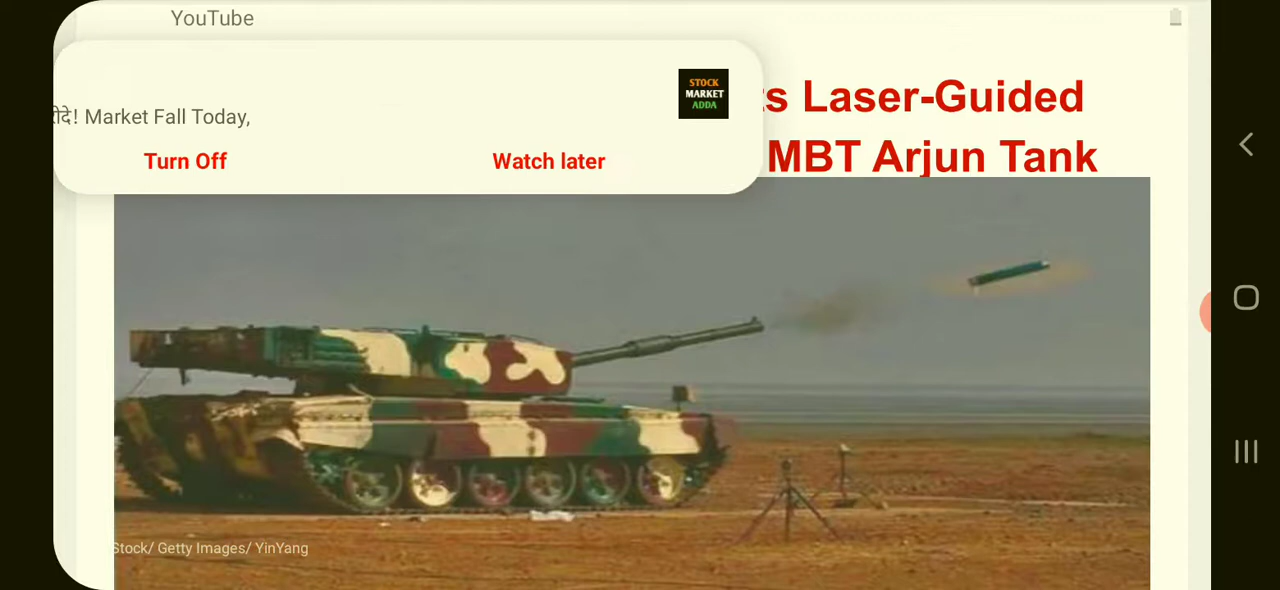 YouTube
STOCK
MARKET
ADDA
! Market Fall Today,
Turn Off
Watch later
Laser-Guided
MBT Arjun Tank
Stock/ Getty Images/ YinYang